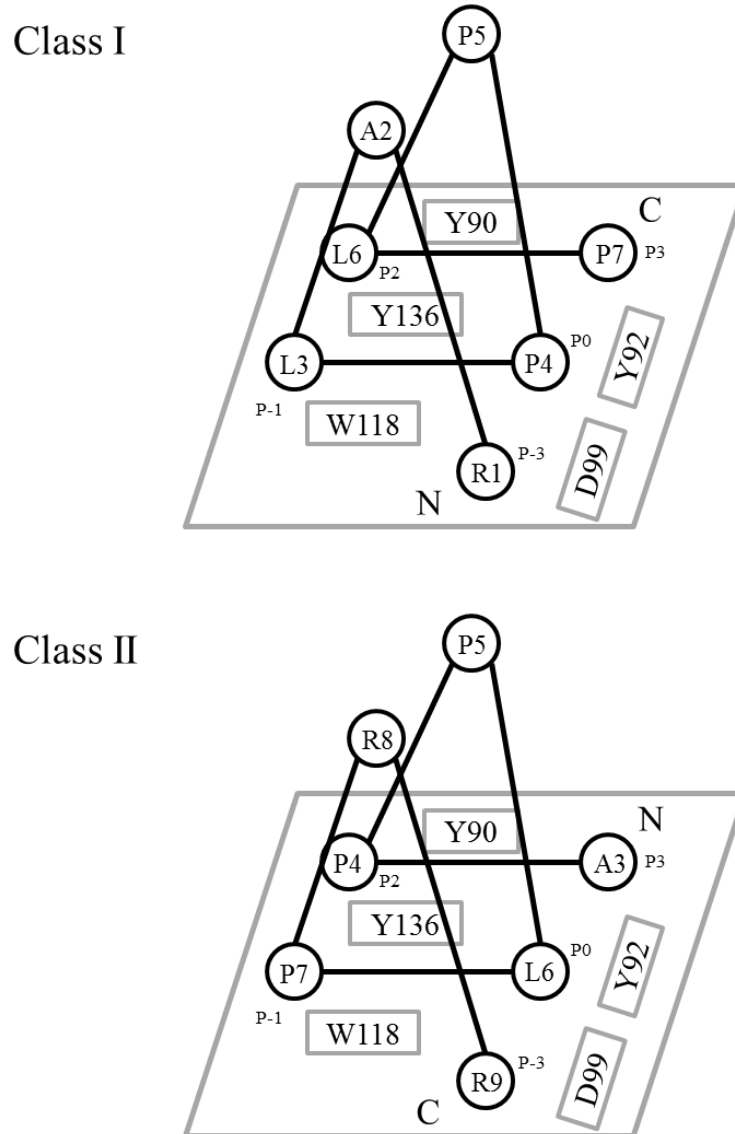 Class I
P5
A2
Y90
C
L6
P2
P7
P3
Y136
Y92
L3
P4
P0
P-1
W118
R1
P-3
D99
N
Class II
P5
R8
Y90
N
P4
P2
A3
P3
Y136
Y92
P7
L6
P0
P-1
W118
R9
P-3
D99
C